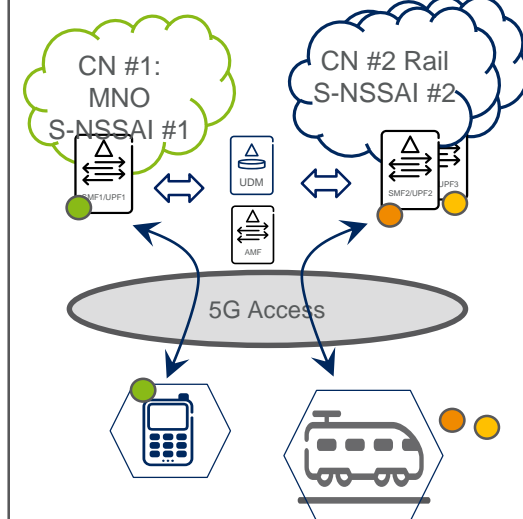 CN #1:
MNO
S-NSSAI #1
CN #2 Rail
S-NSSAI #2
SMF1/UPF1
UDM
SMF2/UPF2
UPF3
AMF
5G Access